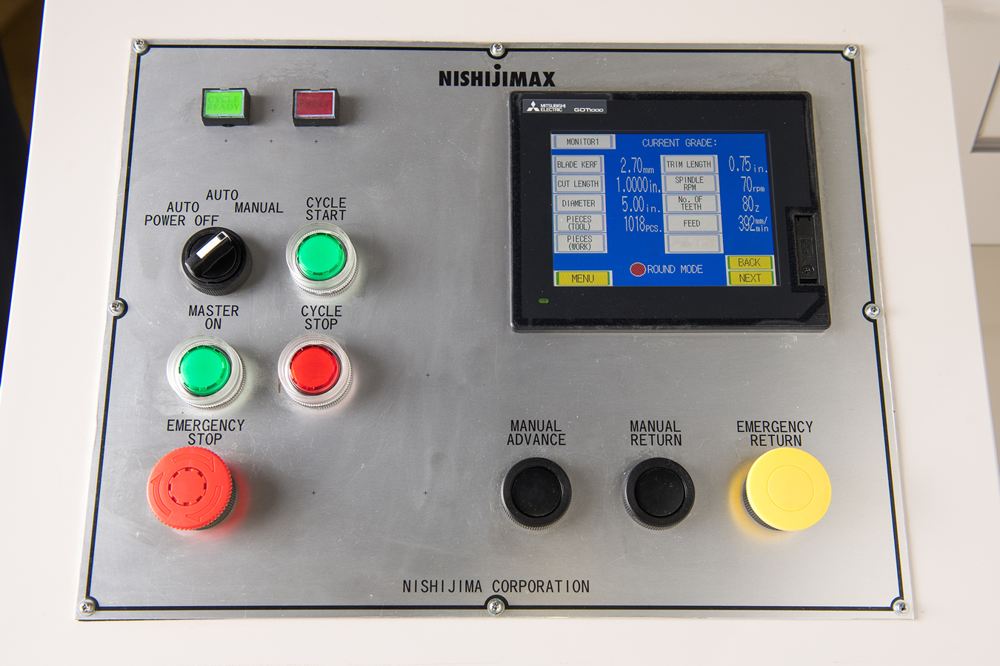 NISHIJIMAX
CYCLE
READY
MITSUBISHI
ELECTRIC
GOT1000
MONITOR1
CURRENT GRADE:
BLADE KERF
2.70mm
TRIM LENGTH
0.75in.
CUT LENGTH
1.0000in.
SPINDLE
RPM
70rpm
DIAMETER
5.00in.
No. OF
TEETH
80z
PIECES
(TOOL)
1018PCS.
FEED
392mm/
min
PIECES
(WORK)
ROUND MODE
BACK
MENU
NEXT
AUTO
AUTO
MANUAL
POWER OFF
CYCLE
START
MASTER
ON
CYCLE
STOP
EMERGENCY
STOP
MANUAL
ADVANCE
MANUAL
RETURN
EMERGENCY
RETURN
NISHIJIMA CORPORATION